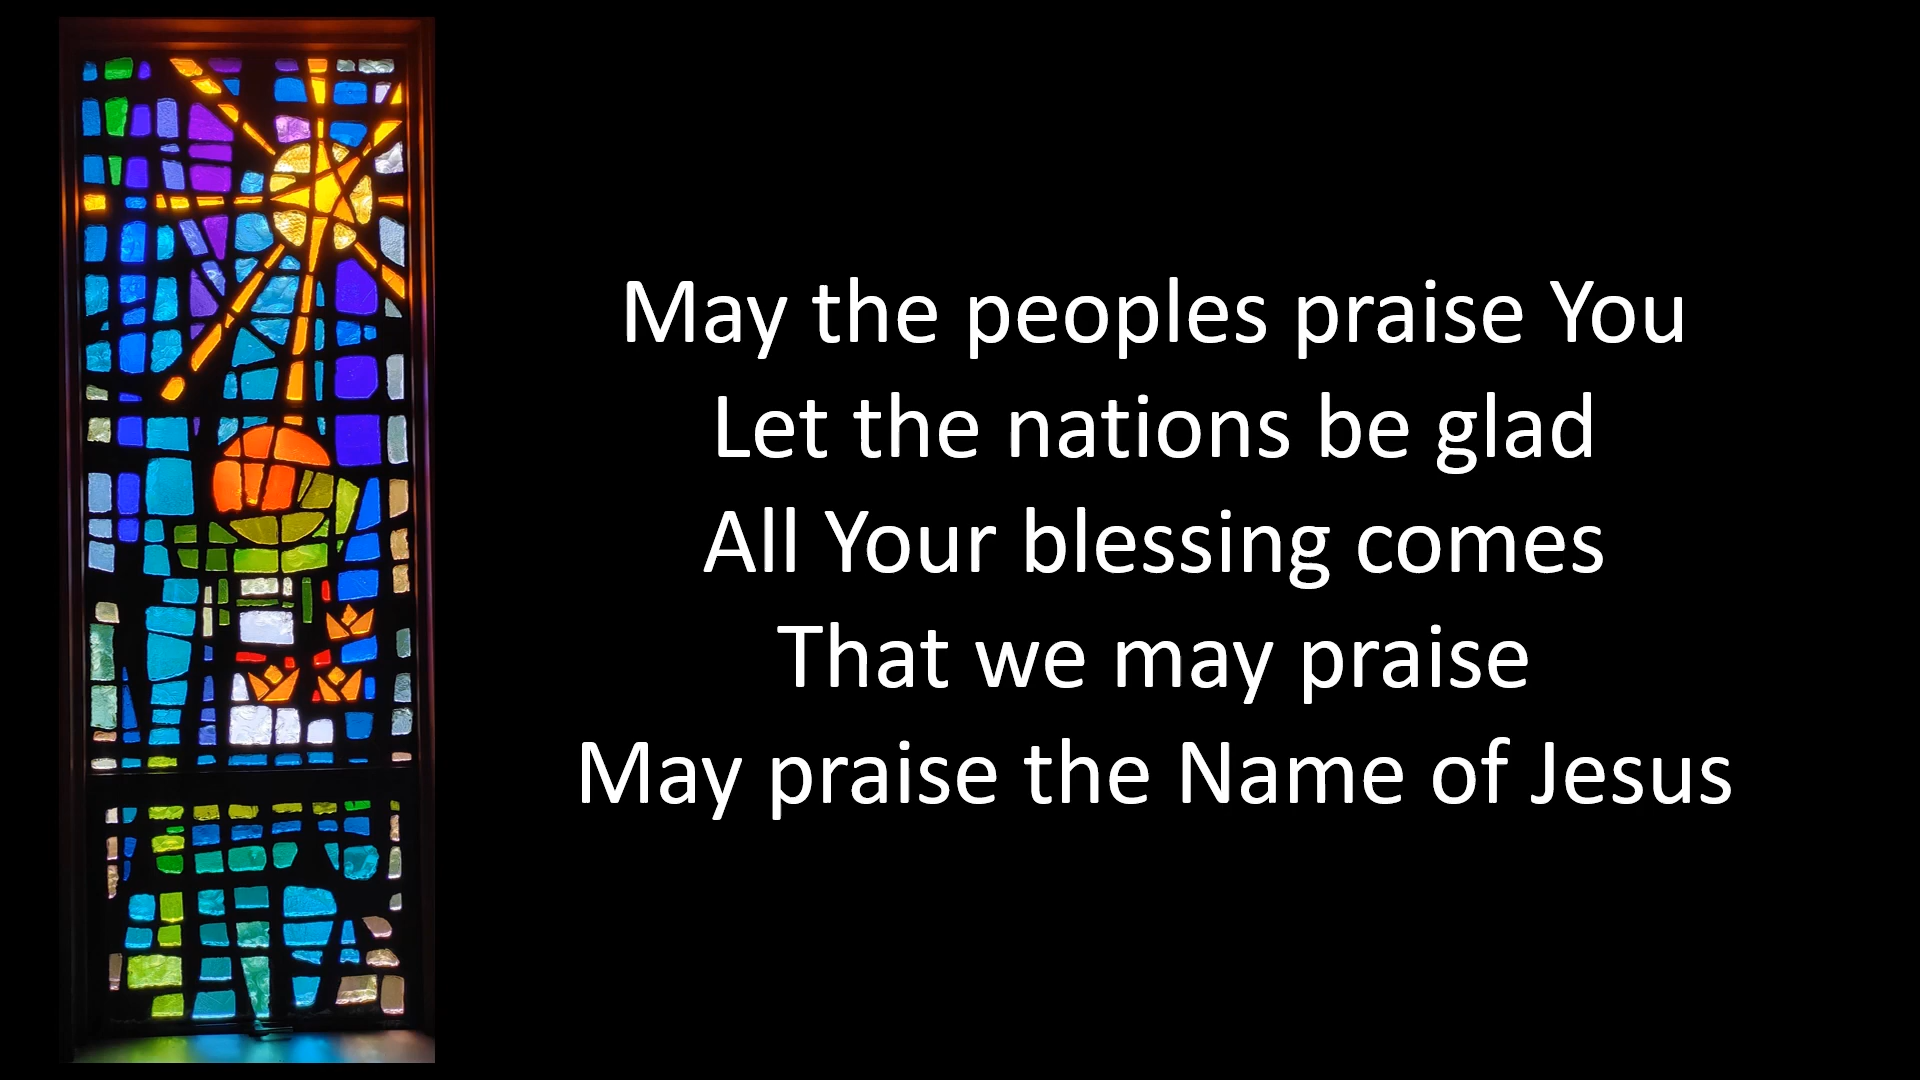 May the peoples praise You
Let the nations be glad
All Your blessing comes
That we may praise
May praise the Name of Jesus